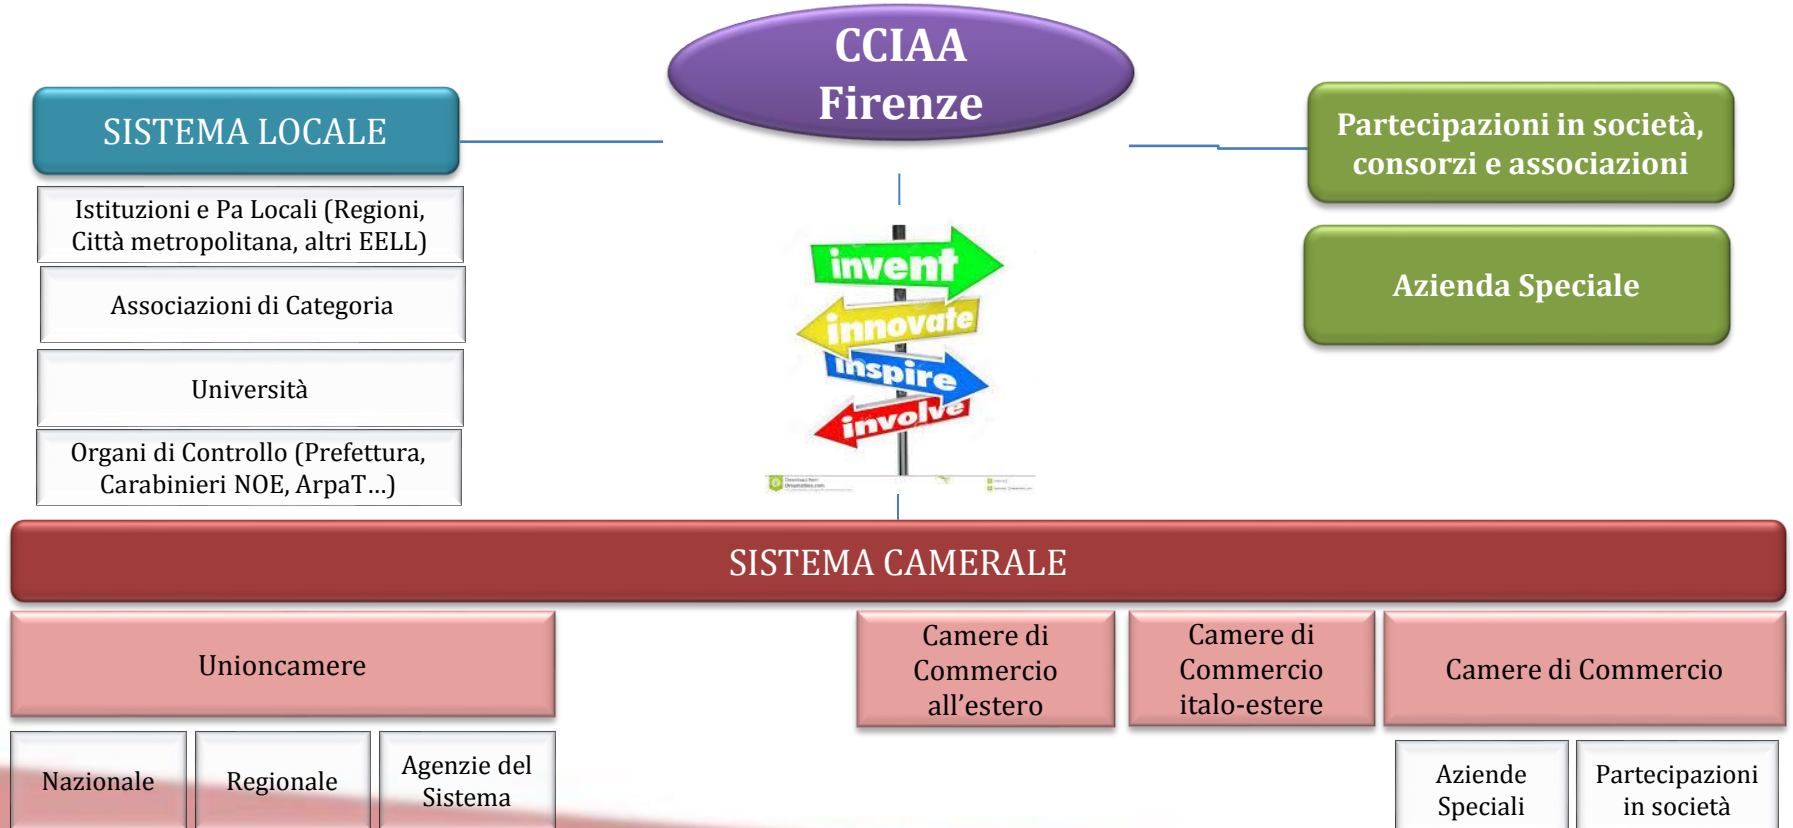 CCIAA
Firenze
SISTEMA LOCALE
Istituzioni e Pa Locali (Regioni,
Città metropolitana, altri EELL)
Associazioni di Categoria
Università
Organi di Controllo (Prefettura,
Carabinieri NOE, ArpaT...)
invent
innovate
inspire
involve
Partecipazioni in società,
consorzi e associazioni
Azienda Speciale
SISTEMA CAMERALE
Unioncamere
Nazionale
Regionale
Agenzie del
Sistema
Camere di
Commercio
all’estero
Camere di
Commercio
italo-estere
Camere di Commercio
Aziende
Speciali
Partecipazioni
in società